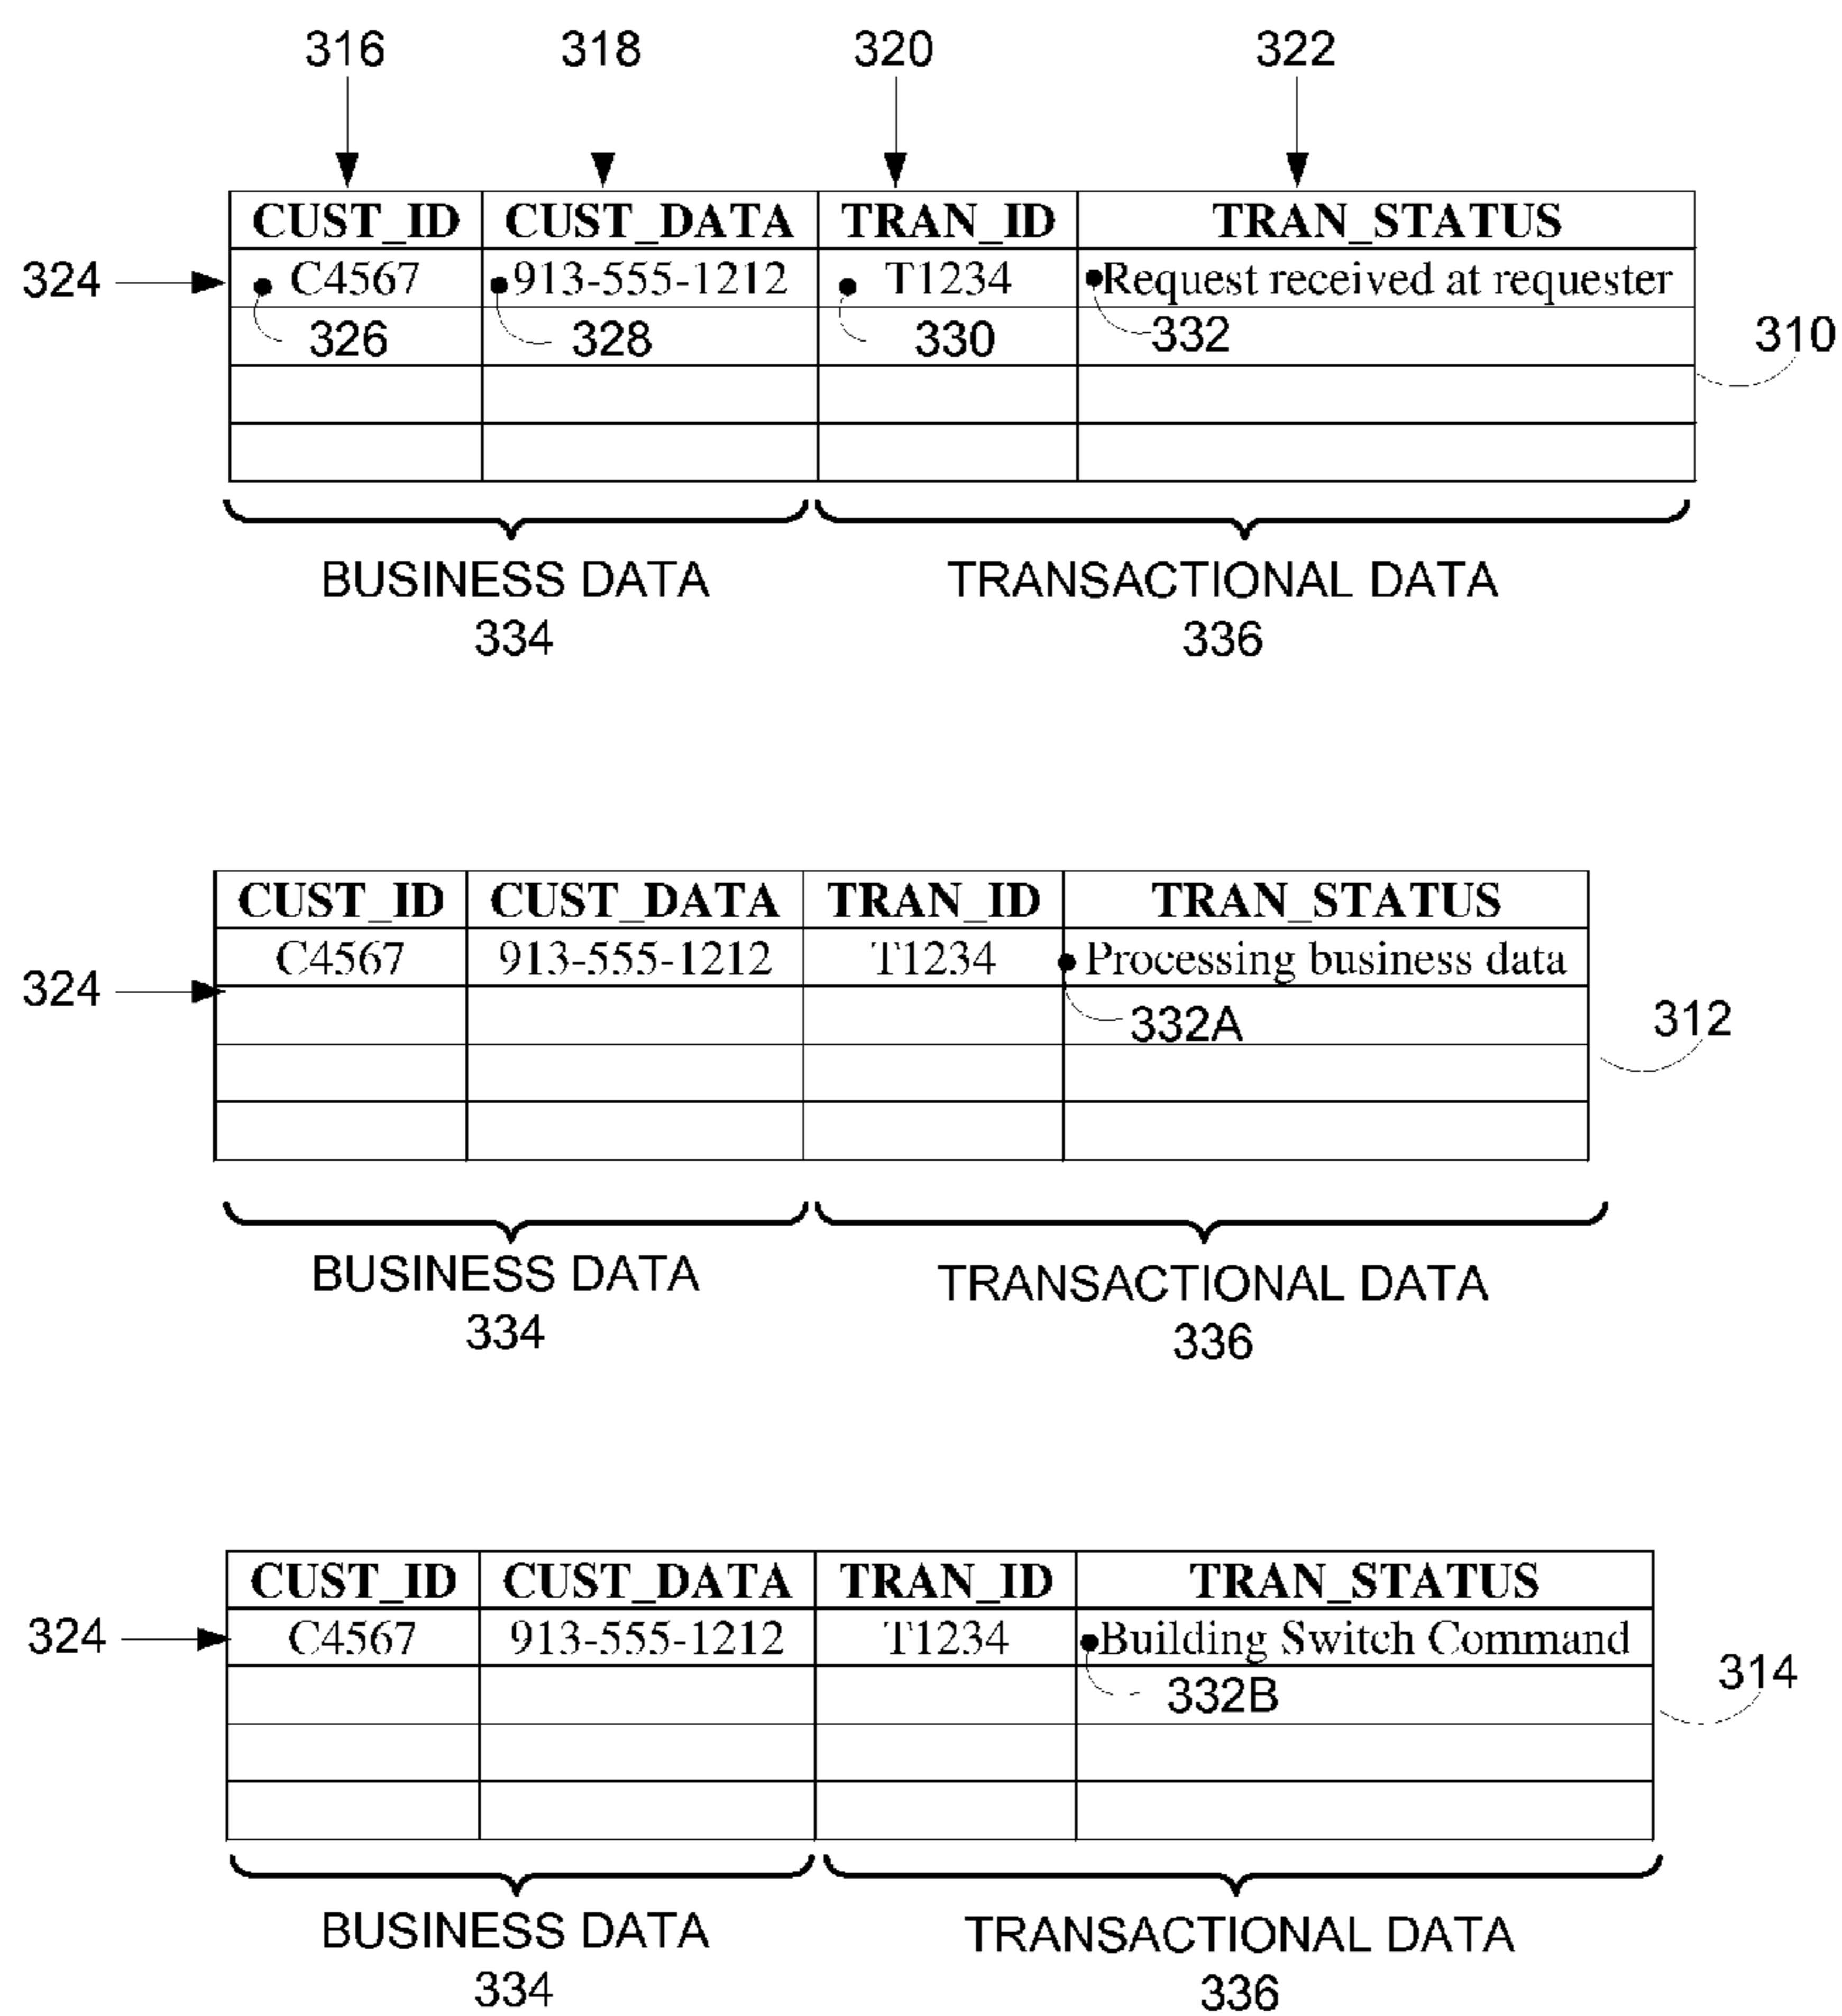 316 318 320 322
CUST_ID CUST_DATA TRAN_ID TRAN_STATUS
324 C4567 913-555-1212 T1234 Request received at requester
326 328 330 332 310
BUSINESS DATA TRANSACTIONAL DATA
334 336
CUST_ID CUST_DATA TRAN_ID TRAN_STATUS
C4567 913-555-1212 T1234 Processing business data
324 332A 312
BUSINESS DATA TRANSACTIONAL DATA
334 336
CUST_ID CUST_DATA TRAN_ID TRAN_STATUS
324 C4567 913-555-1212 T1234 Building Switch Command
332B 314
BUSINESS DATA TRANSACTIONAL DATA
334 336